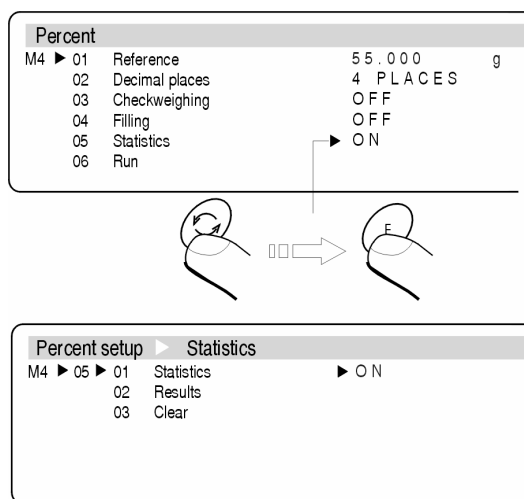 Percent
M4 ▶ 01 Reference 55.000 g
02 Decimal places 4 PLACES
03 Checkweighing OFF
04 Filling OFF
05 Statistics ▶ ON
06 Run
F
Percent setup ▷ Statistics
M4 ▶ 05 ▶ 01 Statistics ▶ ON
02 Results
03 Clear